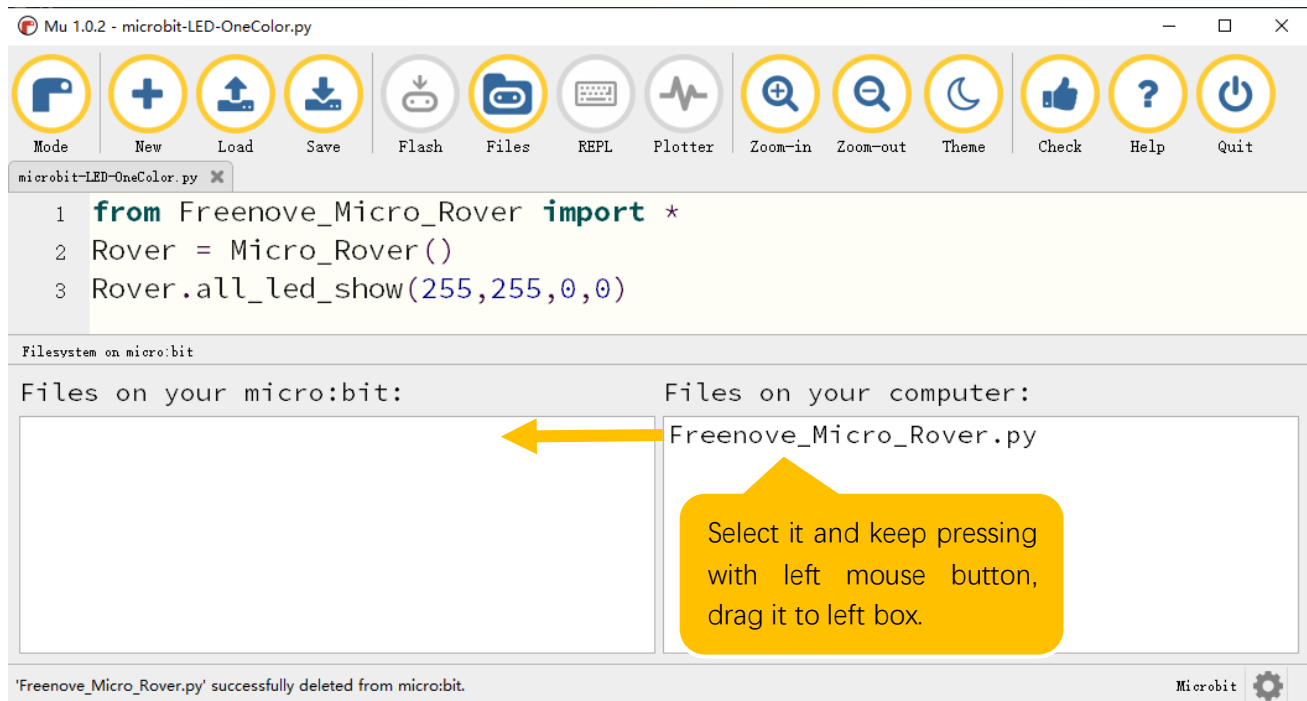 Mu 1.0.2 - microbit-LED-OneColor.py
Mode New Load Save Flash Files REPL Plotter Zoom-in Zoom-out Theme Check Help Quit
microbit-LED-OneColor.py
1 from Freenove_Micro_Rover import *
2 Rover = Micro_Rover()
3 Rover.all_led_show(255,255,0,0)
Filesystem on micro:bit
Files on your micro:bit:
Files on your computer:
Freenove_Micro_Rover.py
Select it and keep pressing
with left mouse button,
drag it to left box.
'Freenove_Micro_Rover.py' successfully deleted from micro:bit.
Microbit